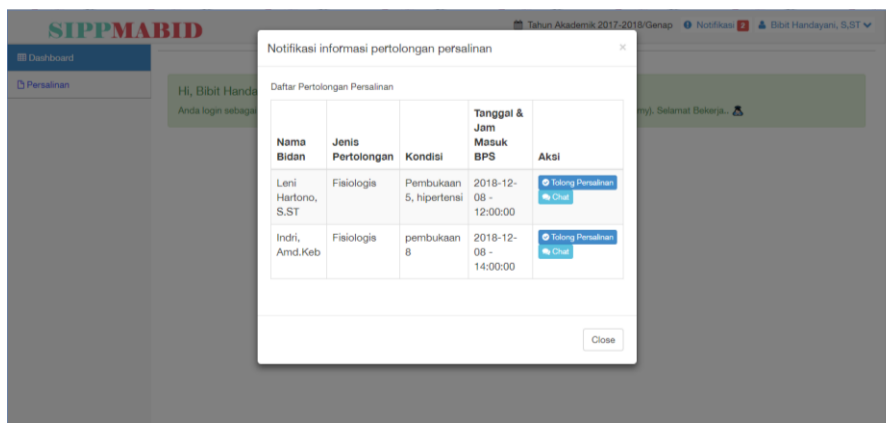 SIPPMABID
Tahun Akademik 2017-2018/Genap Notifikasi 2 Bibit Handayani, S,ST
Dashboard
Persalinan
Hi, Bibit Handa
Anda login sebagai
my). Selamat Bekerja..
Notifikasi informasi pertolongan persalinan ×
Daftar Pertolongan Persalinan
Nama Bidan Jenis Pertolongan Kondisi Tanggal & Jam Masuk BPS Aksi
Leni Hartono, S.ST Fisiologis Pembukaan 5, hipertensi 2018-12-08 - 12:00:00 Tolong Persalinan Chat
Indri, Amd.Keb Fisiologis pembukaan 8 2018-12-08 - 14:00:00 Tolong Persalinan Chat
Close